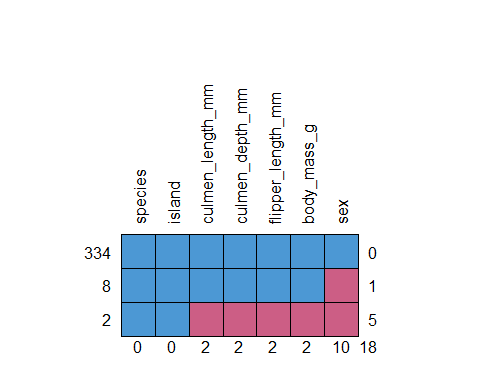 species
island
culmen_length_mm
culmen_depth_mm
flipper_length_mm
body_mass_g
sex
334 0
8 1
2 5
0 0 2 2 2 2 10 18